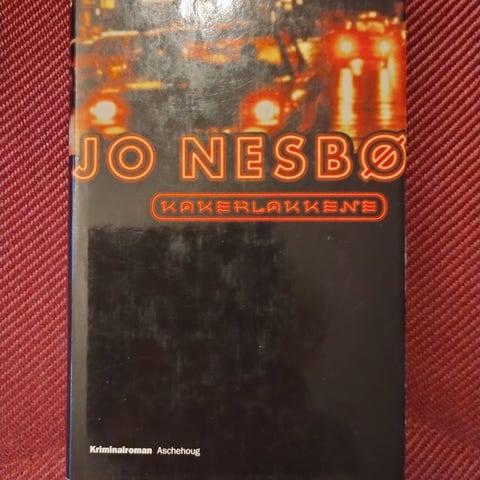 JO NESBØ
KAKERLAKKENE
Kriminalroman Aschehoug